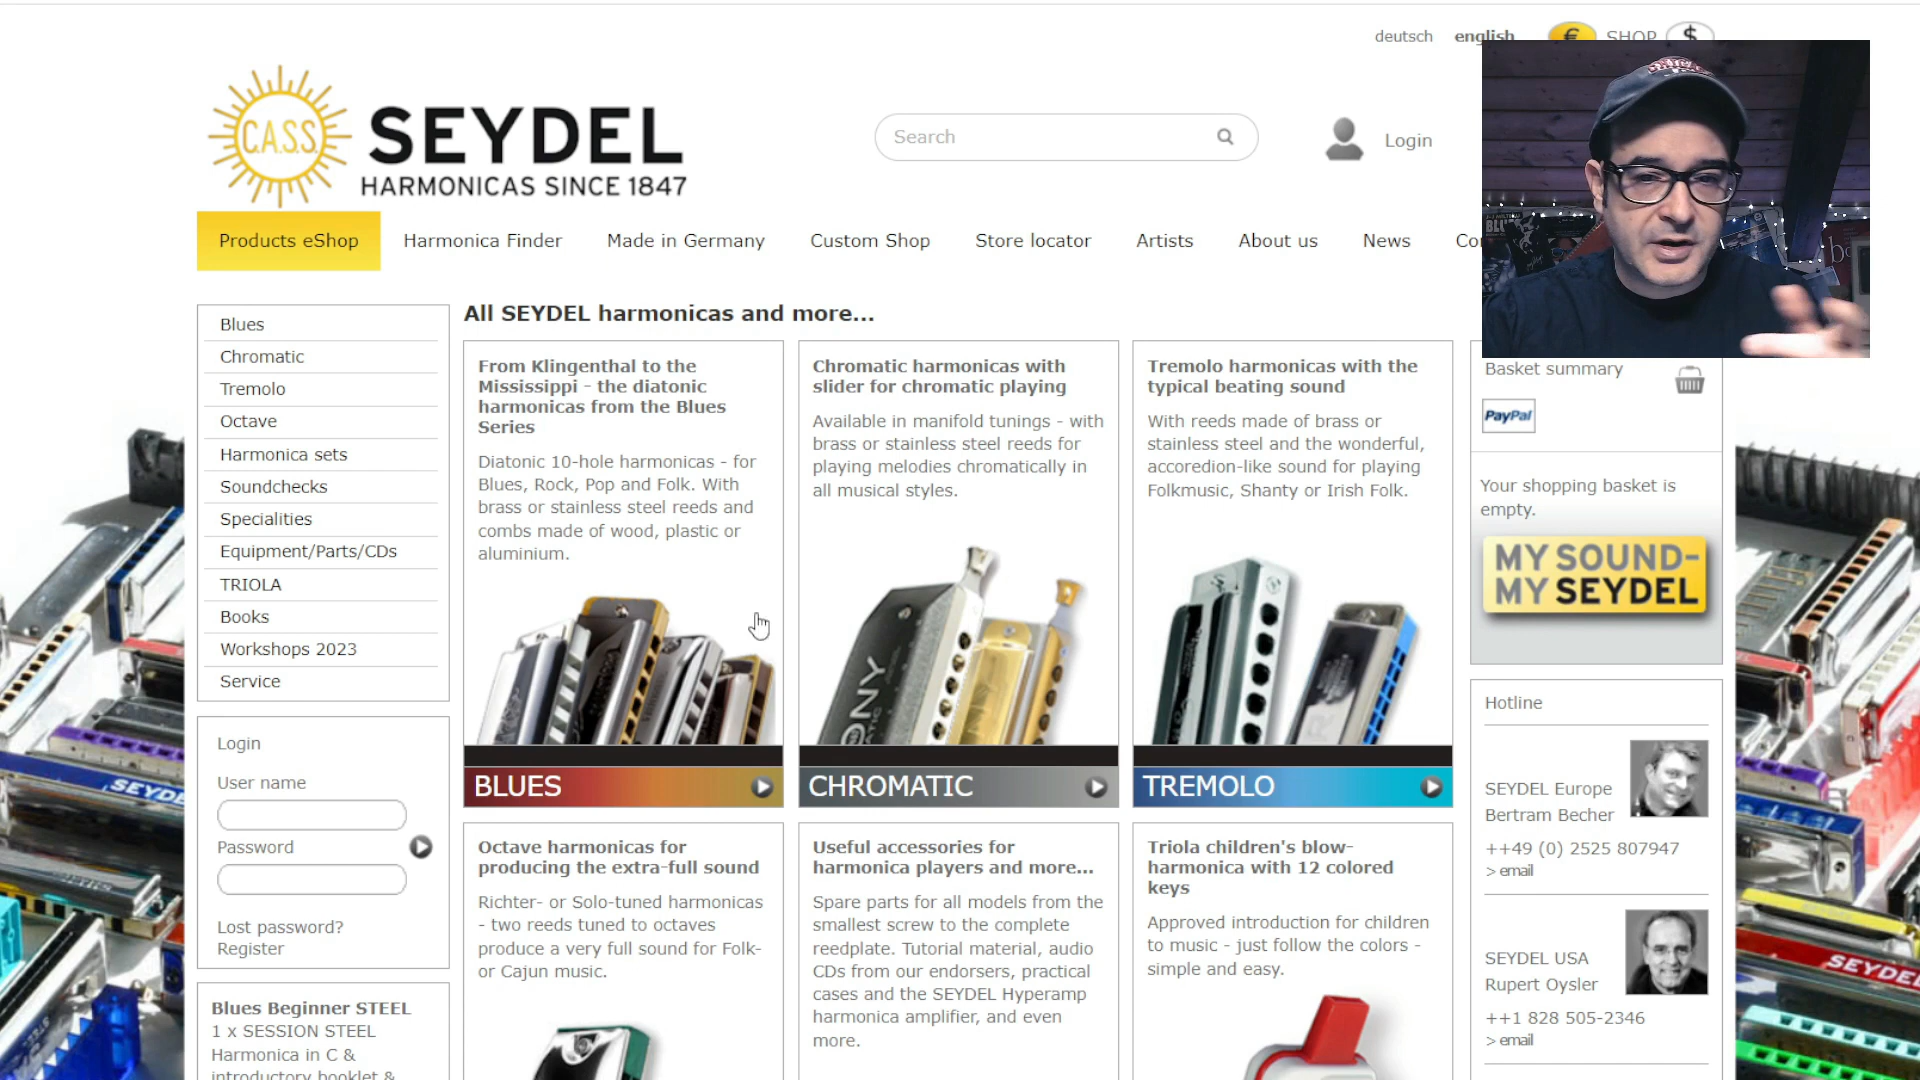 deutsch english € SHOP $
C.A.S.S.
SEYDEL
HARMONICAS SINCE 1847
Search
Login
Products eShop Harmonica Finder Made in Germany Custom Shop Store locator Artists About us News
Blues
Chromatic
Tremolo
Octave
Harmonica sets
Soundchecks
Specialities
Equipment/Parts/CDs
TRIOLA
Books
Workshops 2023
Service
Login
User name
Password
Lost password?
Register
Blues Beginner STEEL
1 x SESSION STEEL
Harmonica in C &
introductory booklet &
All SEYDEL harmonicas and more...
From Klingenthal to the
Mississippi - the diatonic
harmonicas from the Blues
Series
Diatonic 10-hole harmonicas - for
Blues, Rock, Pop and Folk. With
brass or stainless steel reeds and
combs made of wood, plastic or
aluminium.
BLUES
Chromatic harmonicas with
slider for chromatic playing
Available in manifold tunings - with
brass or stainless steel reeds for
playing melodies chromatically in
all musical styles.
CHROMATIC
Tremolo harmonicas with the
typical beating sound
With reeds made of brass or
stainless steel and the wonderful,
accoredion-like sound for playing
Folkmusic, Shanty or Irish Folk.
TREMOLO
Octave harmonicas for
producing the extra-full sound
Richter- or Solo-tuned harmonicas
- two reeds tuned to octaves
produce a very full sound for Folk-
or Cajun music.
Useful accessories for
harmonica players and more...
Spare parts for all models from the
smallest screw to the complete
reedplate. Tutorial material, audio
CDs from our endorsers, practical
cases and the SEYDEL Hyperamp
harmonica amplifier, and even
more.
Triola children's blow-
harmonica with 12 colored
keys
Approved introduction for children
to music - just follow the colors -
simple and easy.
Basket summary
PayPal
Your shopping basket is
empty.
MY SOUND-
MY SEYDEL
Hotline
SEYDEL Europe
Bertram Becher
++49 (0) 2525 807947
> email
SEYDEL USA
Rupert Oysler
++1 828 505-2346
> email
SEYDEL
SEYDEL